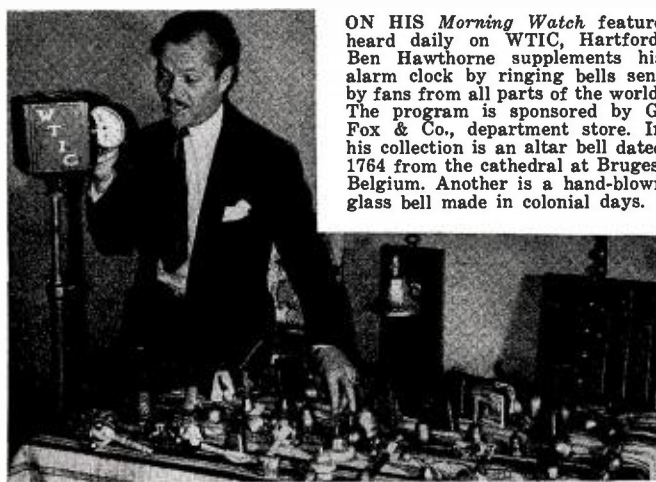 ON HIS Morning Watch feature
heard daily on WTIC, Hartford
Ben Hawthorne supplements his
alarm clock by ringing bells sent
by fans from all parts of the world
The program is sponsored by G.
Fox & Co., department store. In
his collection is an altar bell dated
1764 from the cathedral at Bruges,
Belgium. Another is a hand-blown
glass bell made in colonial days.
WTIC